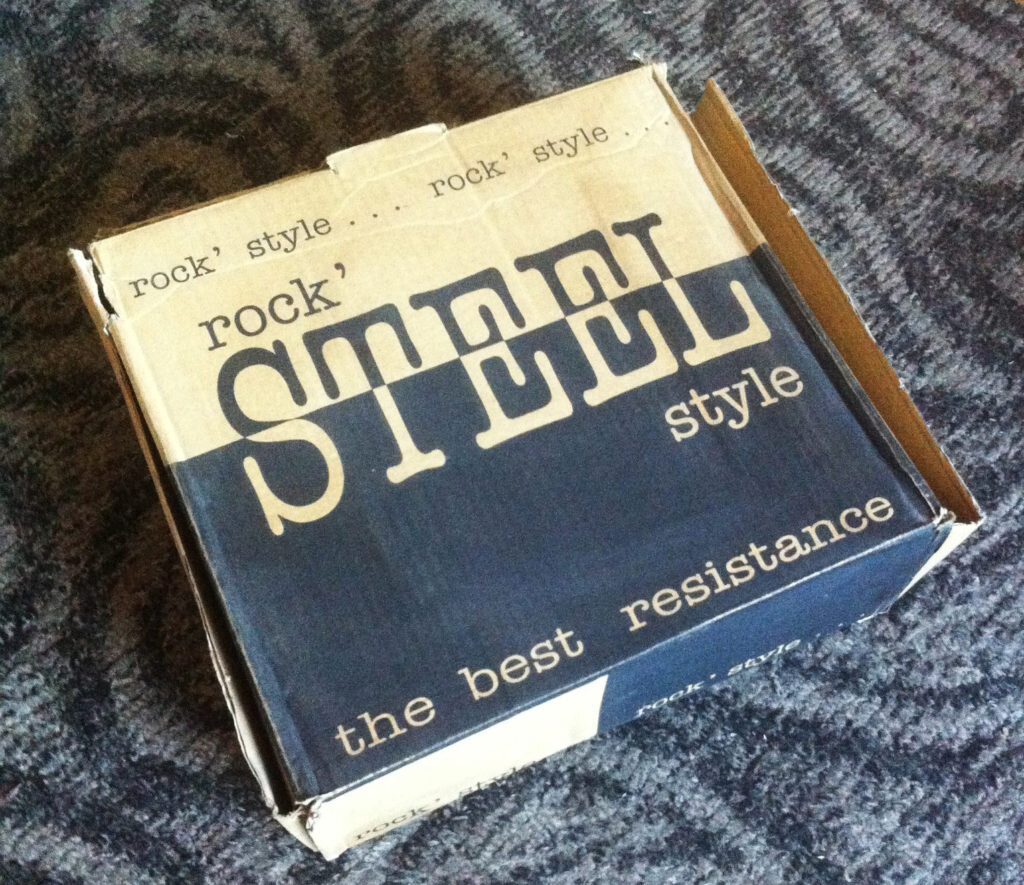 rock' style . . . . rock' style . . .
rock'
STEEL
style
the best resistance
rock' style
rock' style